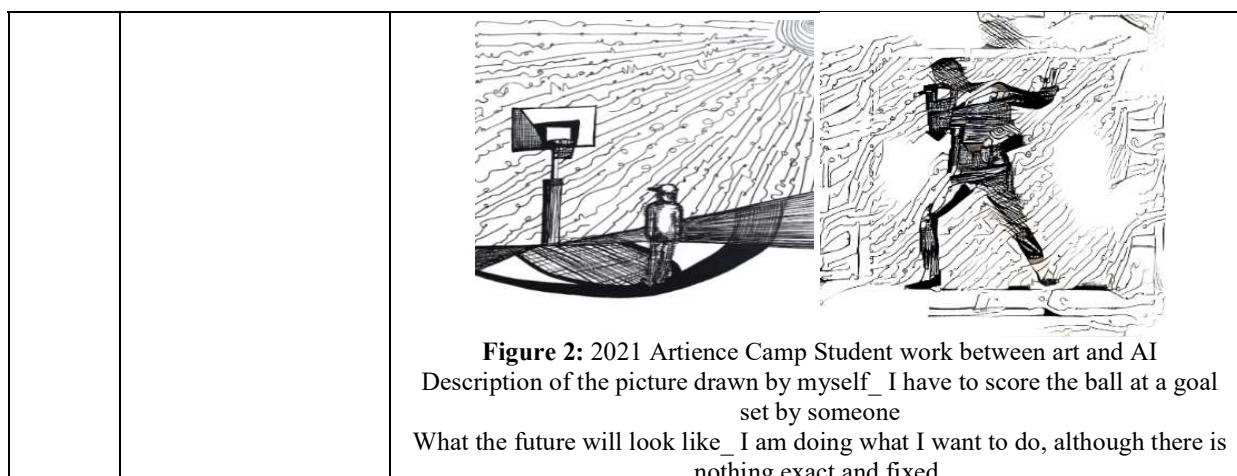 Figure 2: 2021 Artience Camp Student work between art and AI
Description of the picture drawn by myself_ I have to score the ball at a goal
set by someone
What the future will look like_ I am doing what I want to do, although there is
nothing exact and fixed